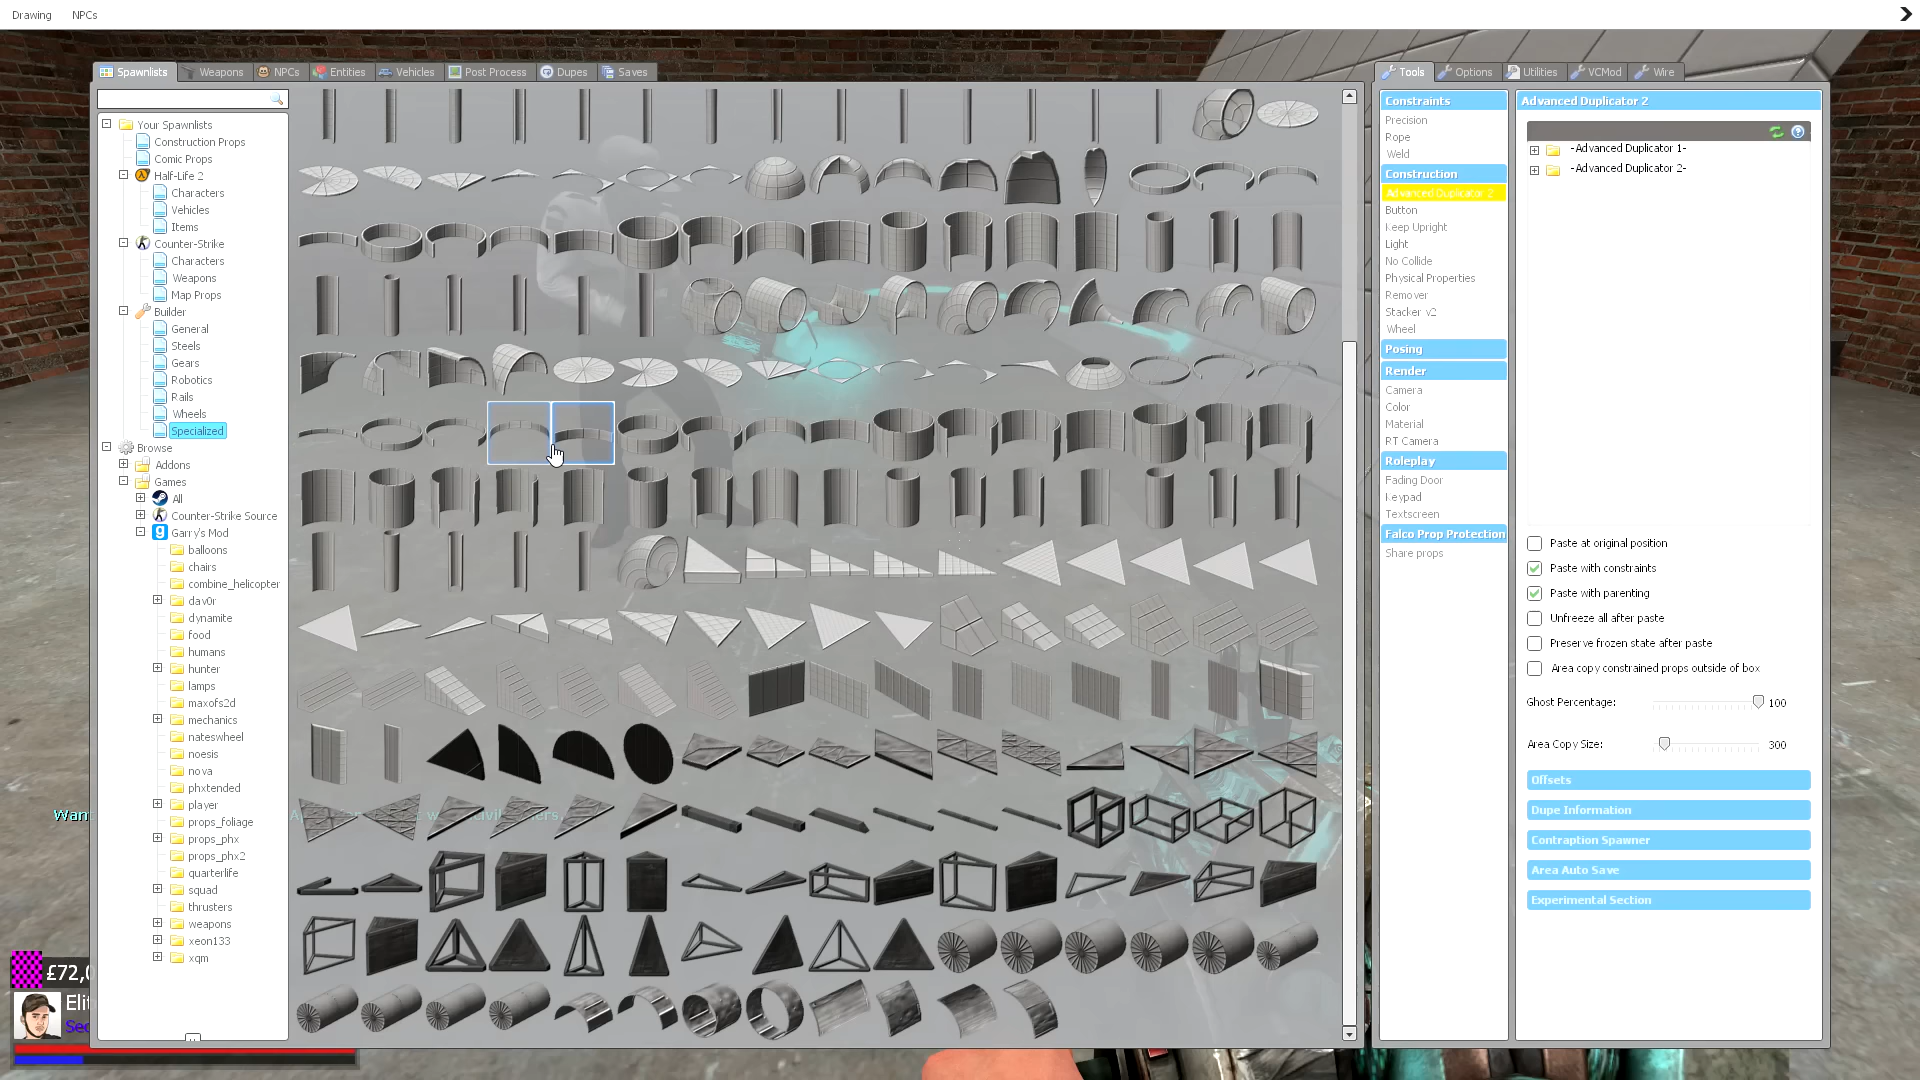 Drawing NPCs
Spawnlists Weapons NPCs Entities Vehicles Post Process Dupes Saves
Your Spawnlists
Construction Props
Comic Props
Half-Life 2
Characters
Vehicles
Items
Counter-Strike
Characters
Weapons
Map Props
Builder
General
Steels
Gears
Robotics
Rails
Wheels
Specialized
Browse
Addons
Games
All
Counter-Strike Source
Garry's Mod
balloons
chairs
combine_helicopter
dav0r
dynamite
food
humans
hunter
lamps
maxofs2d
mechanics
nateswheel
noesis
nova
phxtended
player
props_foliage
props_phx
props_phx2
quarterlife
squad
thrusters
weapons
xeon133
xqm
Wan
£72,0
Elit
Sec
Tools Options Utilities VCMod Wire
Constraints
Precision
Rope
Weld
Construction
Advanced Duplicator 2
Button
Keep Upright
Light
No Collide
Physical Properties
Remover
Stacker v2
Wheel
Posing
Render
Camera
Color
Material
RT Camera
Roleplay
Fading Door
Keypad
Textscreen
Falco Prop Protection
Share props
Advanced Duplicator 2
-Advanced Duplicator 1-
-Advanced Duplicator 2-
Paste at original position
Paste with constraints
Paste with parenting
Unfreeze all after paste
Preserve frozen state after paste
Area copy constrained props outside of box
Ghost Percentage: 100
Area Copy Size: 300
Offsets
Dupe Information
Contraption Spawner
Area Auto Save
Experimental Section